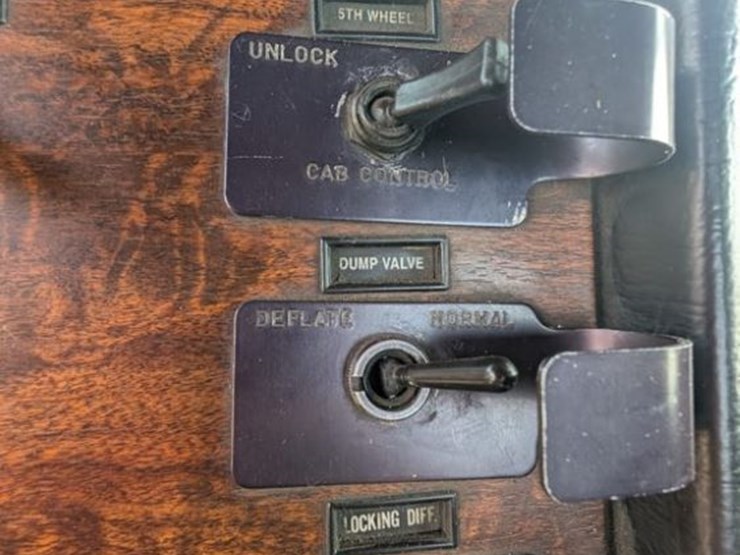 5TH WHEEL
UNLOCK
CAB CONTROL
DUMP VALVE
DEFLATE NORMAL
LOCKING DIFF.